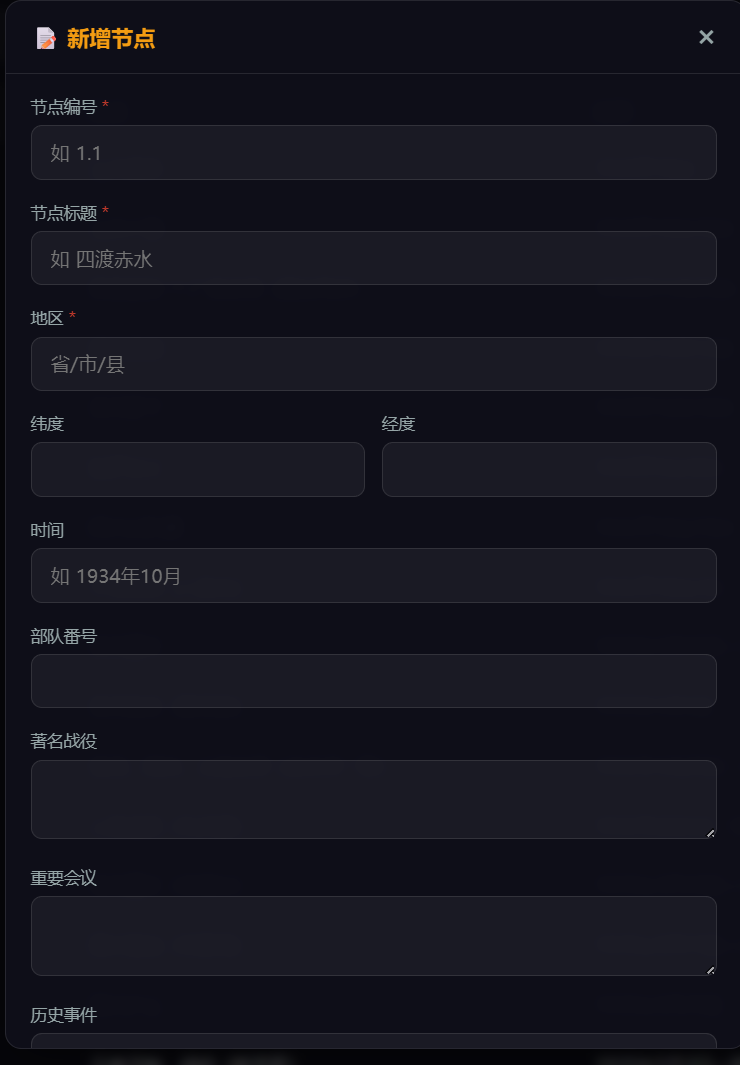 📝 新增节点 ×
节点编号 *
如 1.1
节点标题 *
如 四渡赤水
地区 *
省/市/县
纬度 经度
时间
如 1934年10月
部队番号
著名战役
重要会议
历史事件